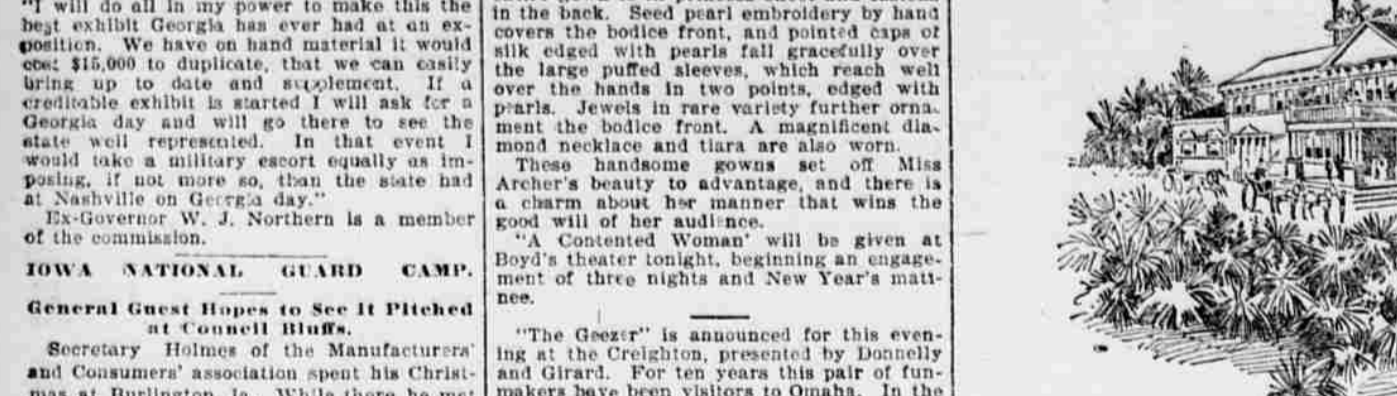 "I will do all in my power to make this the
best exhibit Georgia has ever had at an ex-
position. We have on hand material it would
cost $15,000 to duplicate, that we can easily
bring up to date and supplement. If a
creditable exhibit is started I will ask for a
Georgia day and will go there to see the
state well represented. In that event I
would take a military escort equally as im-
posing, if not more so, than the state had
at Nashville on Georgia day."
Ex-Governor W. J. Northern is a member
of the commission.
IOWA NATIONAL GUARD CAMP.
General Guest Hopes to See It Pitched
at Council Bluffs.
Secretary Holmes of the Manufacturers'
and Consumers' association spent his Christ-
mas at Burlington, Ia. While there he met
in the back. Seed pearl embroidery by hand
covers the bodice front, and pointed caps of
silk edged with pearls fall gracefully over
the large puffed sleeves, which reach well
over the hands in two points, edged with
pearls. Jewels in rare variety further orna-
ment the bodice front. A magnificent dia-
mond necklace and tiara are also worn.
These handsome gowns set off Miss
Archer's beauty to advantage, and there is
a charm about her manner that wins the
good will of her audience.
"A Contented Woman' will be given at
Boyd's theater tonight, beginning an engage-
ment of three nights and New Year's mati-
nee.
"The Geezer" is announced for this even-
ing at the Creighton, presented by Donnelly
and Girard. For ten years this pair of fun-
makers have been visitors to Omaha. In the